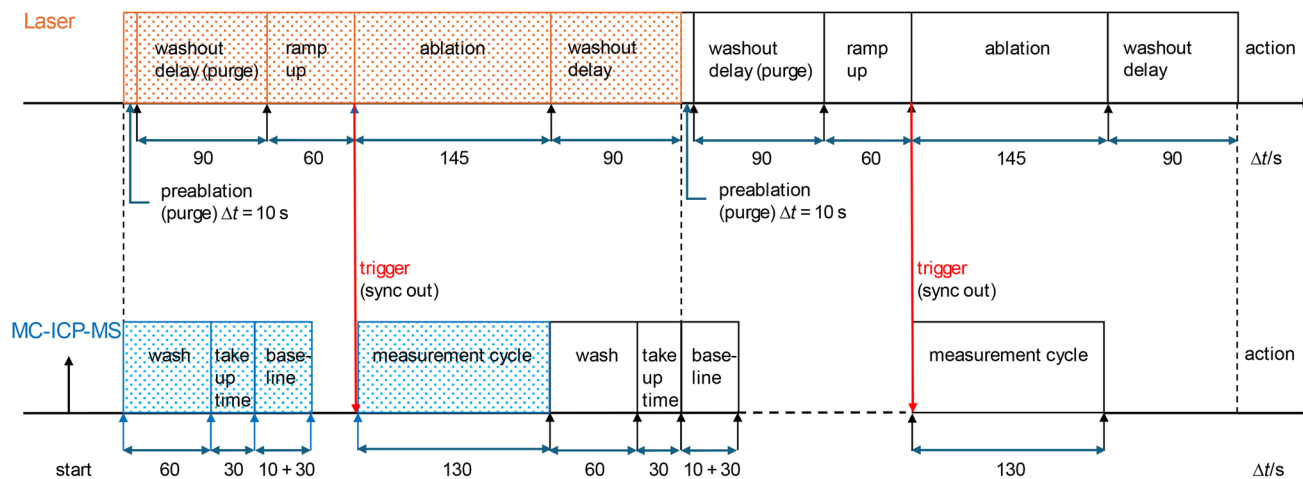 Laser
washout
delay (purge)
ramp
up
ablation
washout
delay
washout
delay (purge)
ramp
up
ablation
washout
delay
action
90
60
145
90
90
60
145
90
Δt/s
preablation
(purge) Δt = 10 s
preablation
(purge) Δt = 10 s
trigger
(sync out)
trigger
(sync out)
MC-ICP-MS
wash
take
up
time
base-
line
measurement cycle
wash
take
up
time
base-
line
measurement cycle
action
start
60
30
10 + 30
130
60
30
10 + 30
130
Δt/s